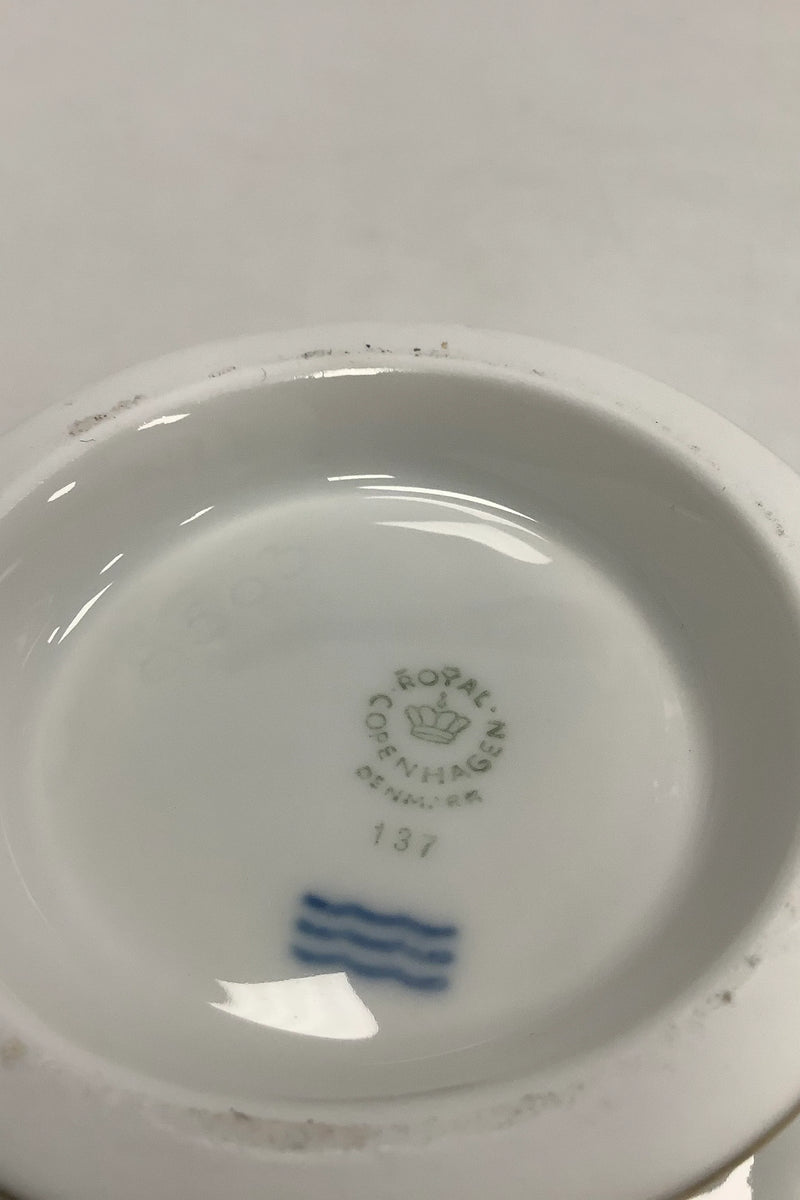 ROYAL
COPENHAGEN
DENMARK
137